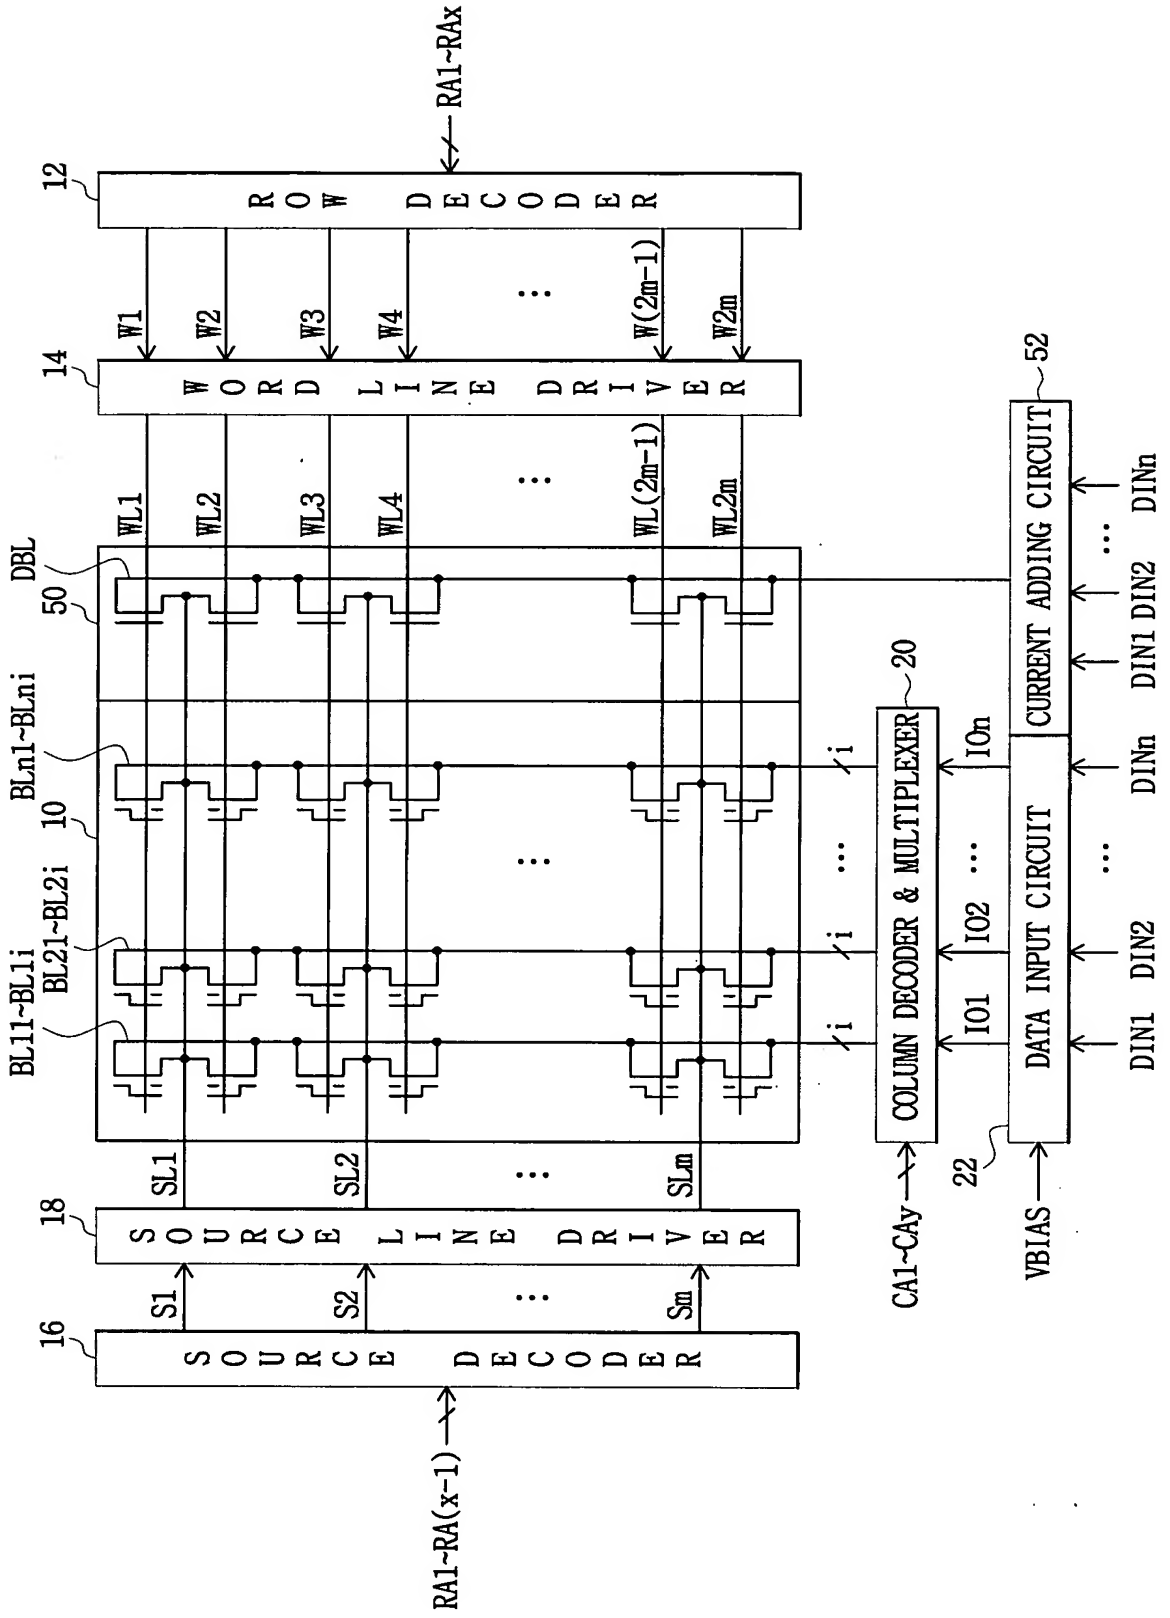 12
ROW DECODER
RA1~RAx
W1
W2
W3
W4
...
W(2m-1)
W2m
14
WORD LINE DRIVER
WL1
WL2
WL3
WL4
...
WL(2m-1)
WL2m
DBL
50
BLn1~BLni
10
BL21~BL2i
BL11~BL1i
...
SL1
SL2
...
SLm
18
SOURCE LINE DRIVER
S1
S2
...
Sm
16
SOURCE DECODER
RA1~RA(x-1)
i
i
...
i
COLUMN DECODER & MULTIPLEXER
20
CA1~CAy
IO1
IO2
...
IOn
22
DATA INPUT CIRCUIT
VBIAS
CURRENT ADDING CIRCUIT
52
DIN1
DIN2
...
DINn
DIN1
DIN2
...
DINn